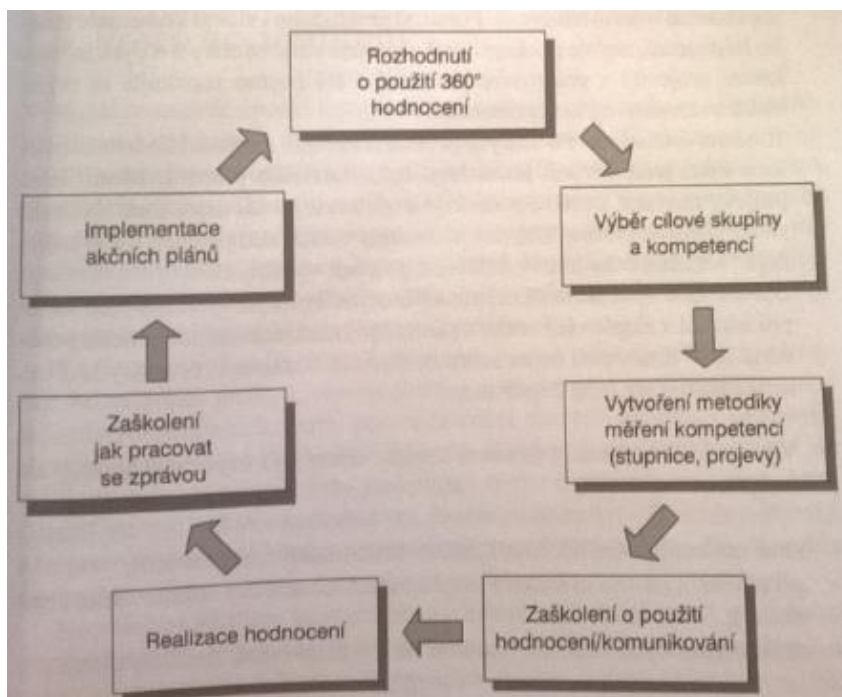 Rozhodnutí
o použití 360°
hodnocení
Výběr cílové skupiny
a kompetencí
Vytvoření metodiky
měření kompetencí
(stupnice, projevy)
Zaškolení o použití
hodnocení/komunikování
Realizace hodnocení
Zaškolení
jak pracovat
se zprávou
Implementace
akčních plánů